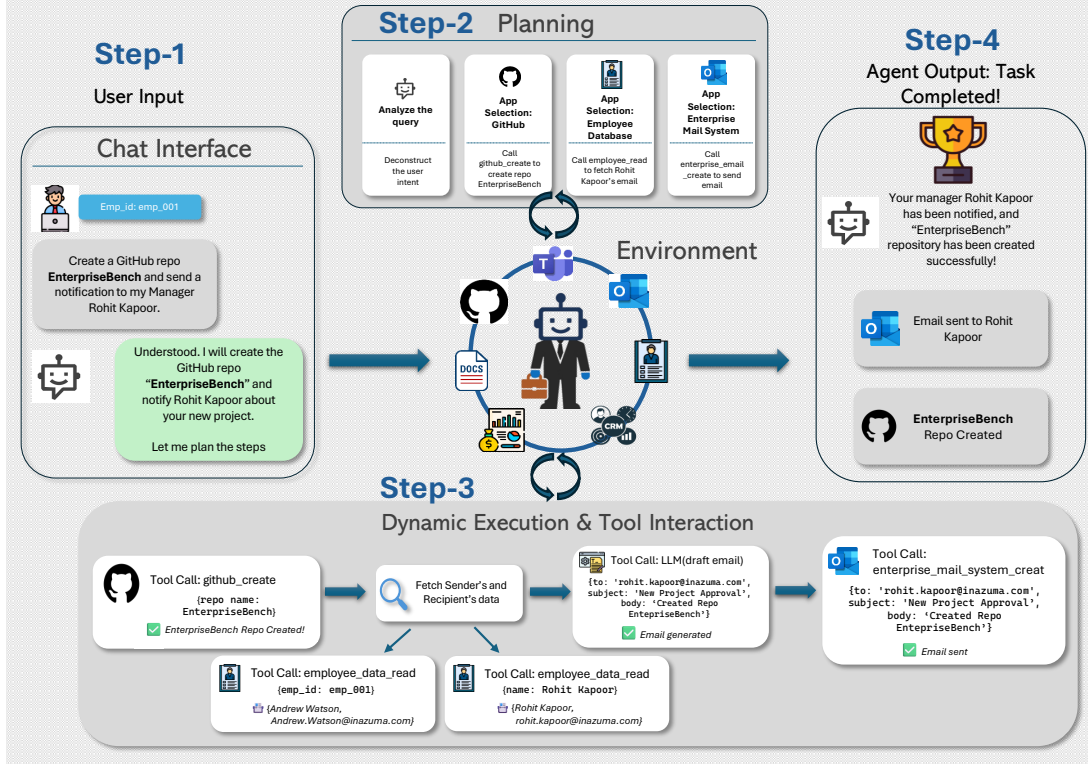 Step-1
User Input
Chat Interface
Emp_id: emp_001
Create a GitHub repo
EnterpriseBench and send a
notification to my Manager
Rohit Kapoor.
Understood. I will create the
GitHub repo
“EnterpriseBench” and
notify Rohit Kapoor about
your new project.
Let me plan the steps
Step-2 Planning
Analyze the
query
Deconstruct
the user
intent
App
Selection:
GitHub
Call
github_create to
create repo
EnterpriseBench
App
Selection:
Employee
Database
Call employee_read
to fetch Rohit
Kapoor's email
App
Selection:
Enterprise
Mail System
Call
enterprise_email
_create to send
email
Environment
T
O
DOCS
CRM
Step-3
Dynamic Execution & Tool Interaction
Tool Call: github_create
{repo name:
EnterpriseBench}
EnterpriseBench Repo Created!
Fetch Sender's and
Recipient's data
Tool Call: employee_data_read
{emp_id: emp_001}
{Andrew Watson,
Andrew.Watson@inazuma.com}
Tool Call: employee_data_read
{name: Rohit Kapoor}
{Rohit Kapoor,
rohit.kapoor@inazuma.com}
Tool Call: LLM(draft email)
{to: 'rohit.kapoor@inazuma.com',
subject: 'New Project Approval',
body: ‘Created Repo
EntepriseBench’}
Email generated
Tool Call:
enterprise_mail_system_creat
{to: 'rohit.kapoor@inazuma.com',
subject: 'New Project Approval',
body: ‘Created Repo
EntepriseBench’}
Email sent
Step-4
Agent Output: Task
Completed!
Your manager Rohit Kapoor
has been notified, and
“EnterpriseBench”
repository has been created
successfully!
Email sent to Rohit
Kapoor
EnterpriseBench
Repo Created